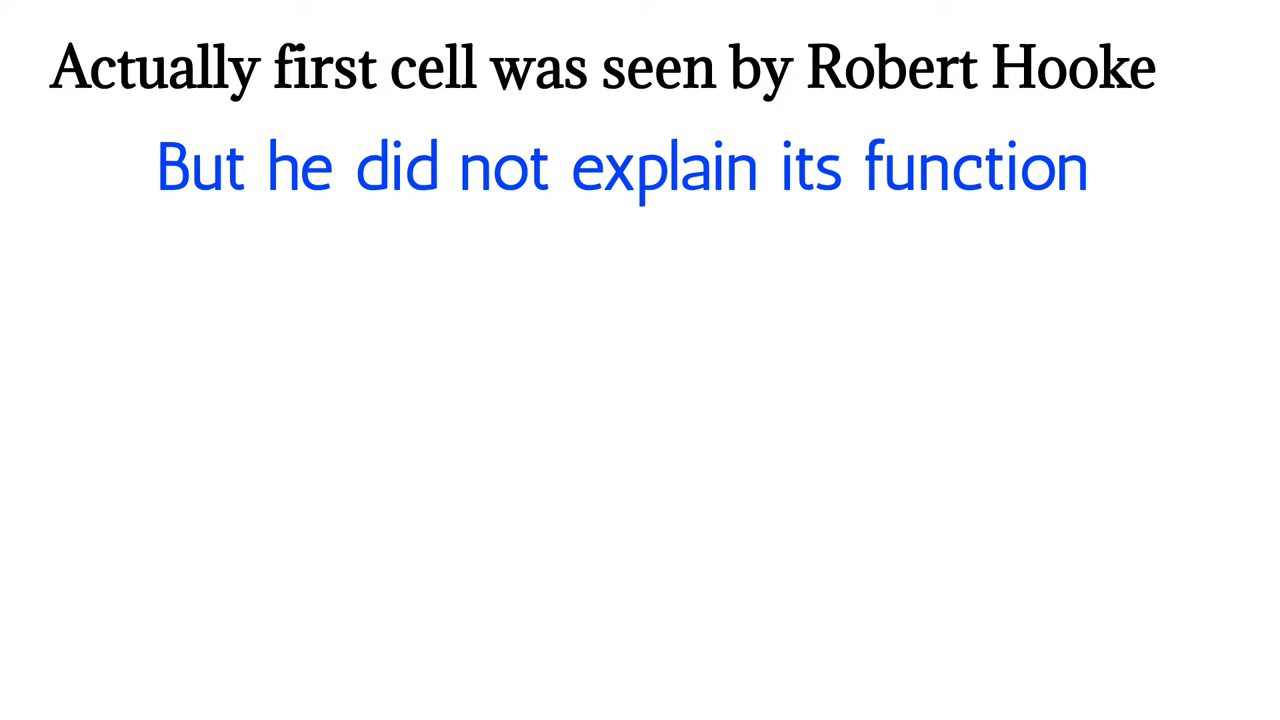 Actually first cell was seen by Robert Hooke
But he did not explain its function